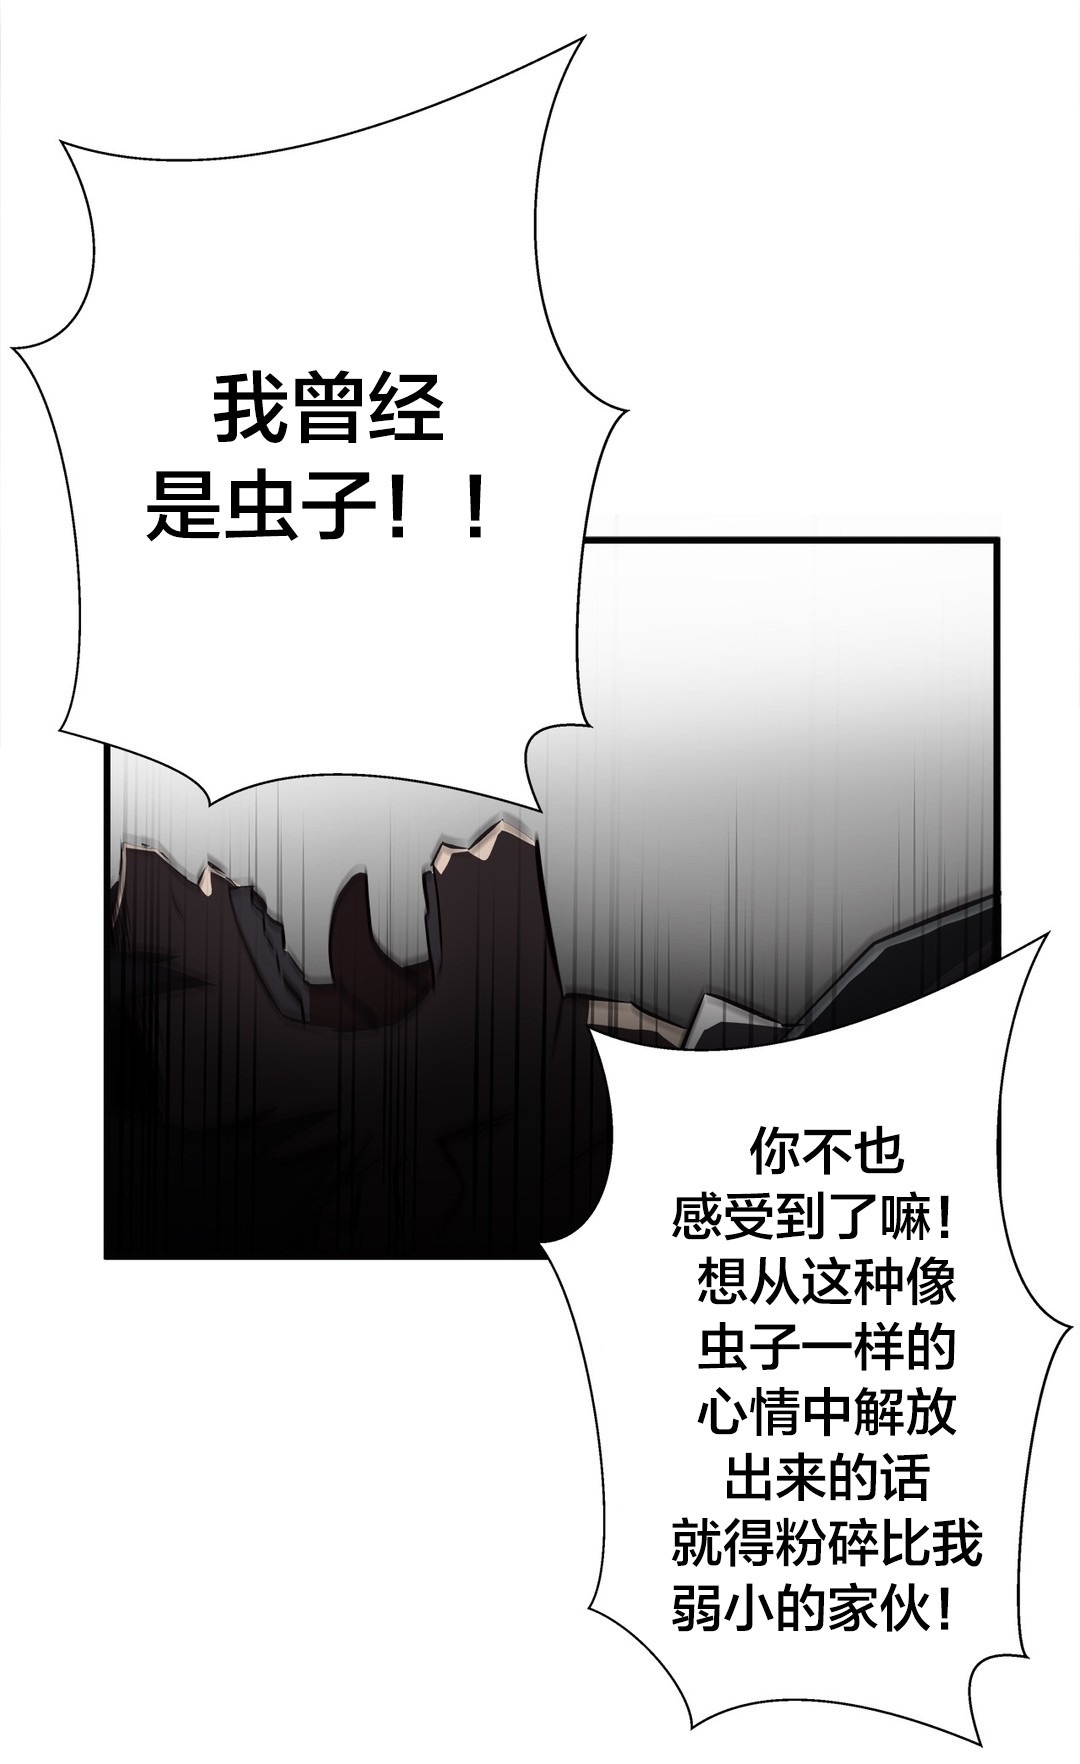 我曾经
是虫子！！
你不也
感受到了嘛！
想从这种像
虫子一样的
心情中解放
出来的话
就得粉碎比我
弱小的家伙！